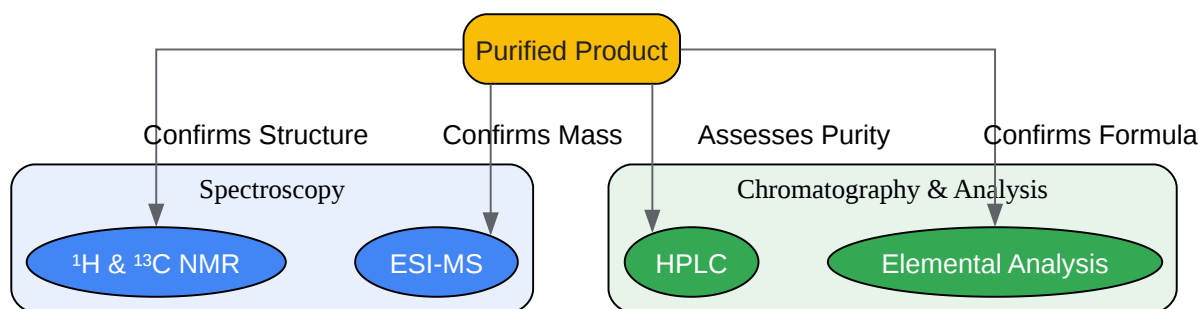 Purified Product
Confirms Structure
Confirms Mass
Assesses Purity
Confirms Formula
Spectroscopy
Chromatography & Analysis
¹H & ¹³C NMR
ESI-MS
HPLC
Elemental Analysis